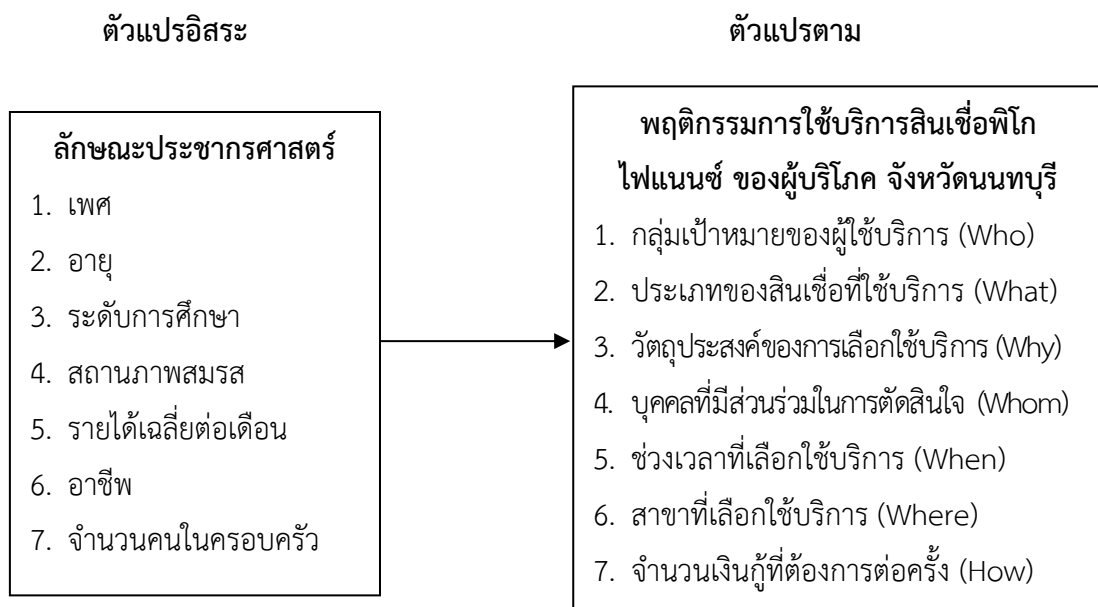 ตัวแปรอิสระ
ตัวแปรตาม
ลักษณะประชากรศาสตร์
1. เพศ
2. อายุ
3. ระดับการศึกษา
4. สถานภาพสมรส
5. รายได้เฉลี่ยต่อเดือน
6. อาชีพ
7. จำนวนคนในครอบครัว
พฤติกรรมการใช้บริการสินเชื่อพิโก
ไฟแนนซ์ ของผู้บริโภค จังหวัดนนทบุรี
1. กลุ่มเป้าหมายของผู้ใช้บริการ (Who)
2. ประเภทของสินเชื่อที่ใช้บริการ (What)
3. วัตถุประสงค์ของการเลือกใช้บริการ (Why)
4. บุคคลที่มีส่วนร่วมในการตัดสินใจ (Whom)
5. ช่วงเวลาที่เลือกใช้บริการ (When)
6. สาขาที่เลือกใช้บริการ (Where)
7. จำนวนเงินกู้ที่ต้องการต่อครั้ง (How)